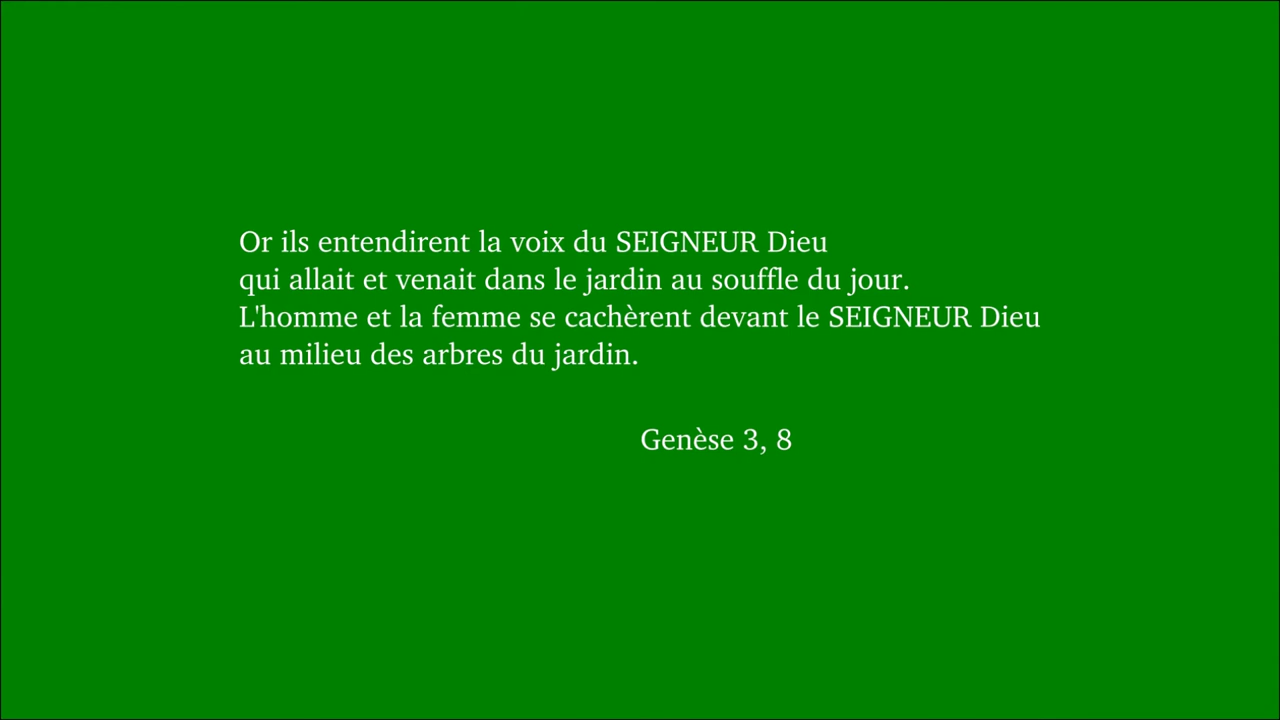 Or ils entendirent la voix du SEIGNEUR Dieu
qui allait et venait dans le jardin au souffle du jour.
L'homme et la femme se cachèrent devant le SEIGNEUR Dieu
au milieu des arbres du jardin.
Genèse 3, 8